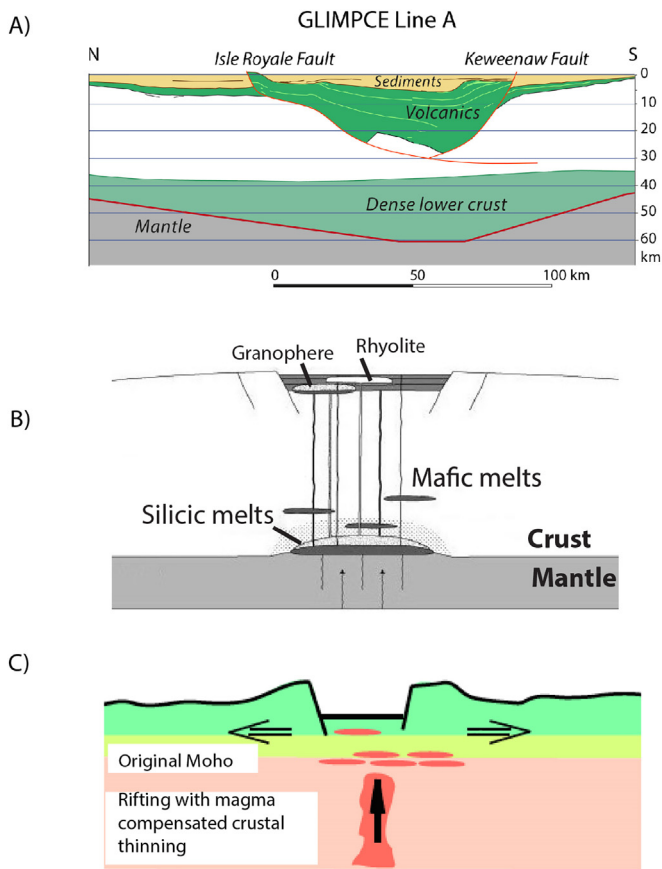 A)
GLIMPCE Line A
N
Isle Royale Fault
Keweenaw Fault
S
Sediments
Volcanics
Dense lower crust
Mantle
0
10
20
30
40
50
60
km
0
50
100 km
B)
Granophere
Rhyolite
Mafic melts
Silicic melts
Crust
Mantle
C)
Original Moho
Rifting with magma
compensated crustal
thinning